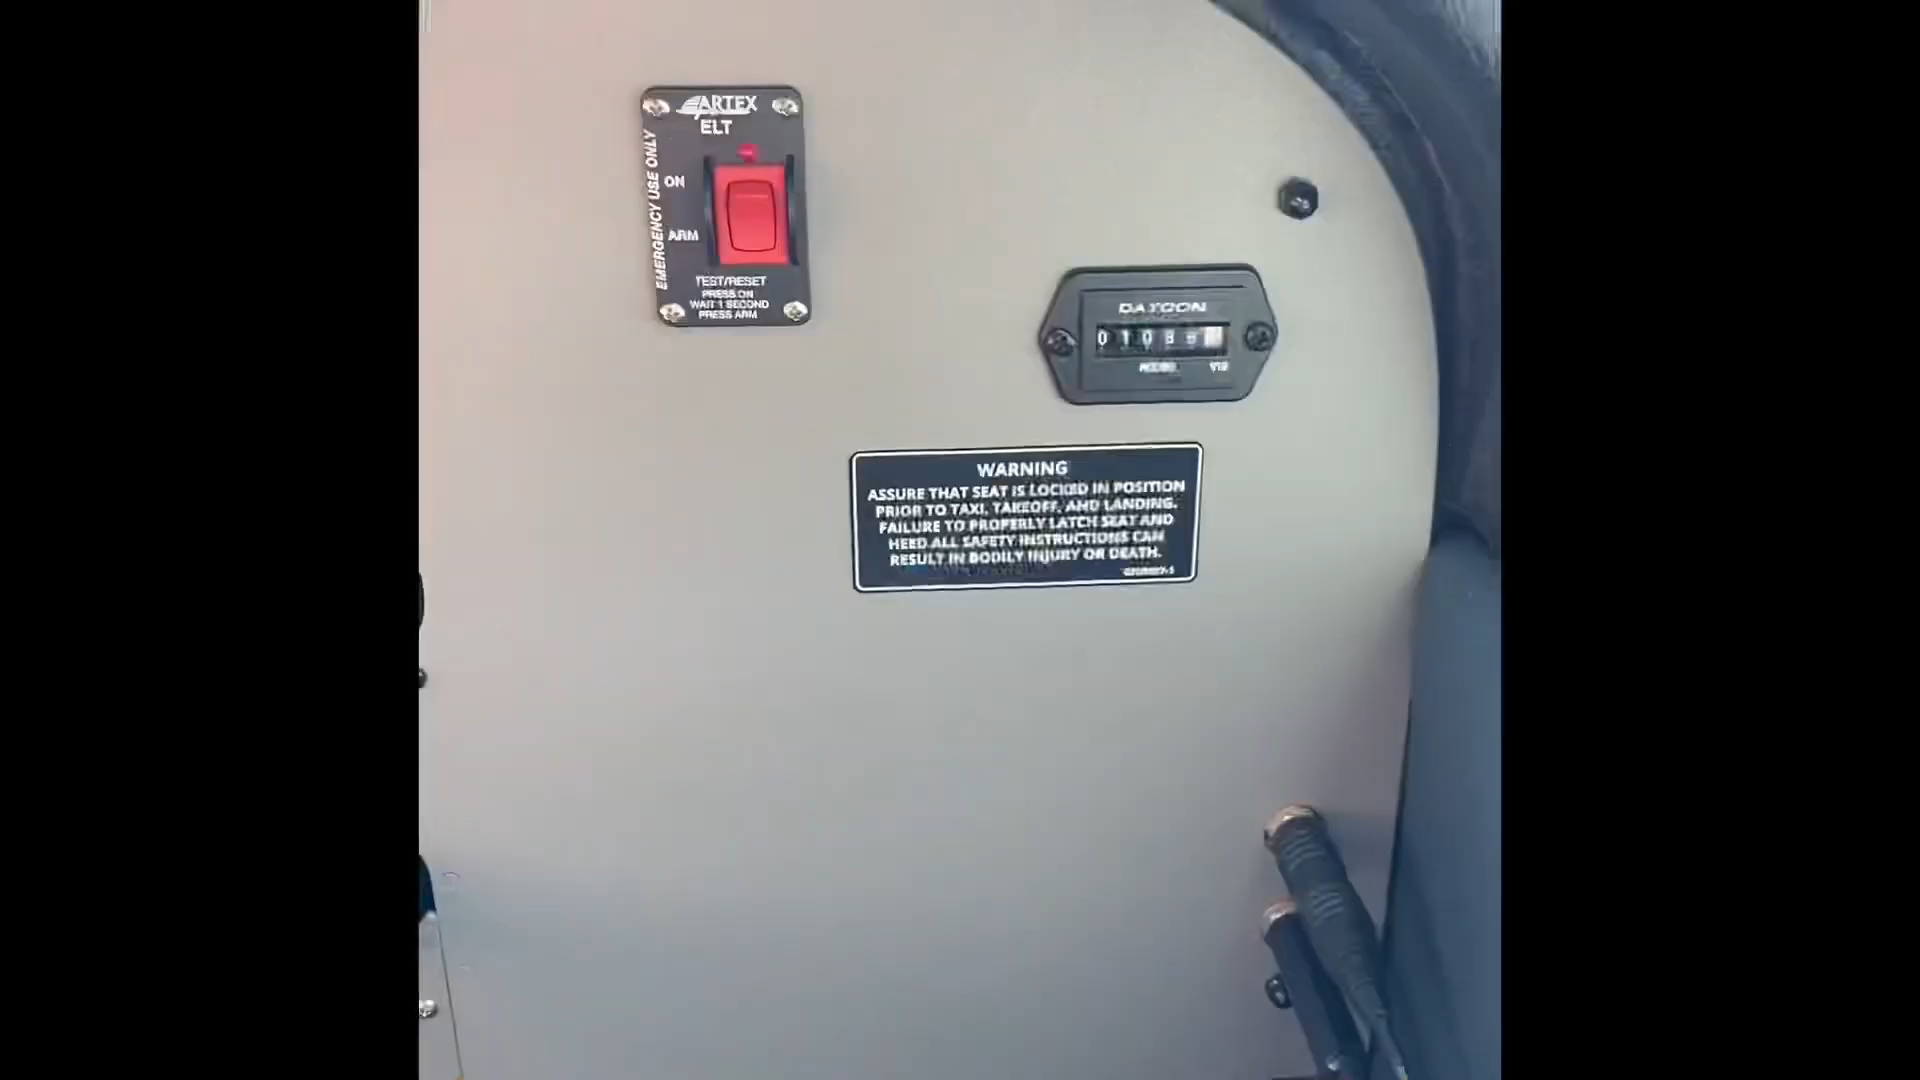 ARTEX
ELT
EMERGENCY USE ONLY
ON
ARM
TEST/RESET
PRESS ON
WAIT 1 SECOND
PRESS ARM
DATCON
0108
WARNING
ASSURE THAT SEAT IS LOCKED IN POSITION
PRIOR TO TAXI, TAKEOFF, AND LANDING.
FAILURE TO PROPERLY LATCH SEAT AND
HEED ALL SAFETY INSTRUCTIONS CAN
RESULT IN BODILY INJURY OR DEATH.